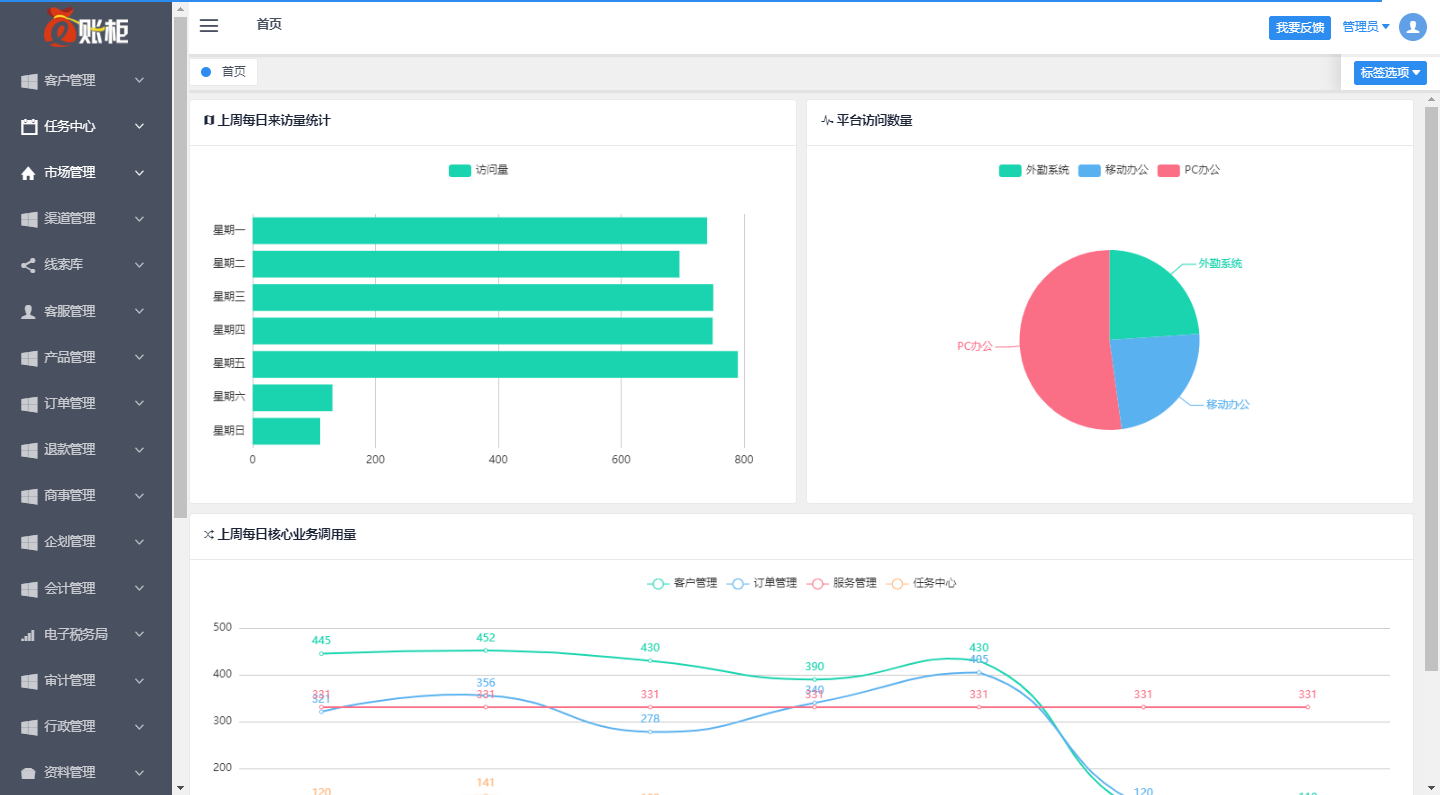 账柜
客户管理
任务中心
市场管理
渠道管理
线索库
客服管理
产品管理
订单管理
退款管理
商事管理
企划管理
会计管理
电子税务局
审计管理
行政管理
资料管理
首页
我要反馈 管理员
首页
标签选项
上周每日来访量统计
访问量
星期一
星期二
星期三
星期四
星期五
星期六
星期日
0 200 400 600 800
平台访问数量
外勤系统 移动办公 PC办公
外勤系统
PC办公
移动办公
上周每日核心业务调用量
客户管理 订单管理 服务管理 任务中心
500
445 452 430 390 430
405
400
356 340
331 331 331 331 331 331 331
321
300
278
200
141
120 120